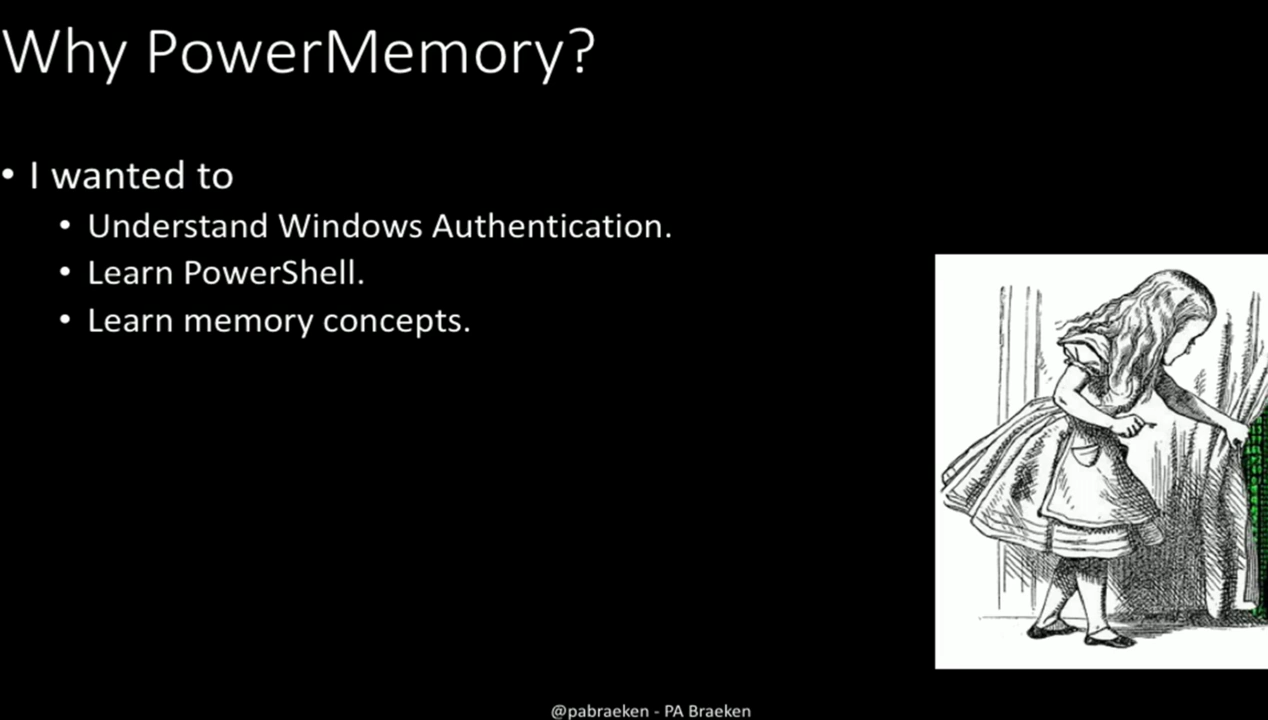 Why PowerMemory?
• I wanted to
• Understand Windows Authentication.
• Learn PowerShell.
• Learn memory concepts.
@pabraeken - PA Braeken